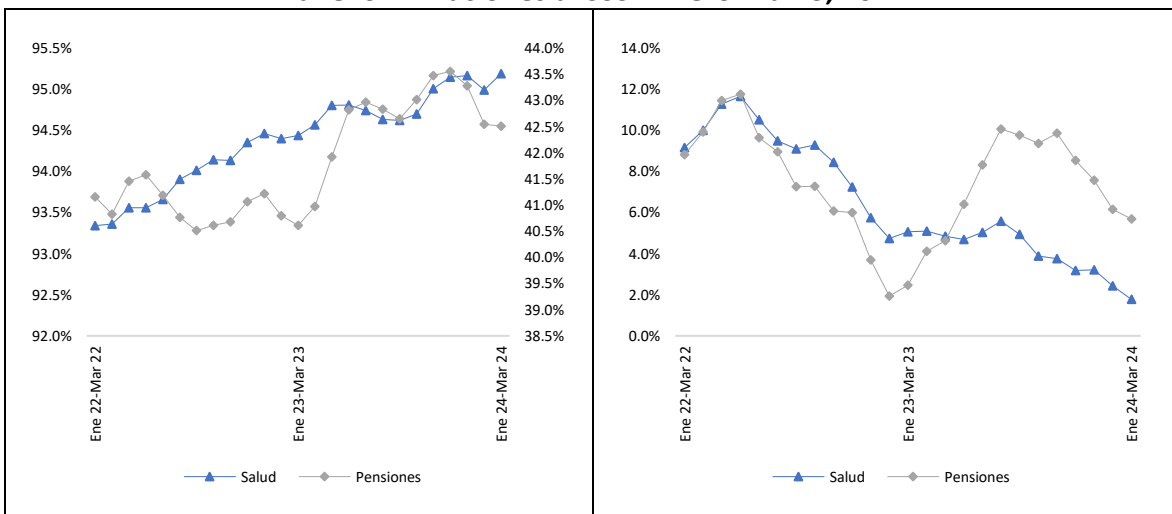 95.5%
95.0%
94.5%
94.0%
93.5%
93.0%
92.5%
92.0%
44.0%
43.5%
43.0%
42.5%
42.0%
41.5%
41.0%
40.5%
40.0%
39.5%
39.0%
38.5%
Ene 22-Mar 22
Ene 23-Mar 23
Ene 24-Mar 24
Salud
Pensiones
14.0%
12.0%
10.0%
8.0%
6.0%
4.0%
2.0%
0.0%
Ene 22-Mar 22
Ene 23-Mar 23
Ene 24-Mar 24
Salud
Pensiones